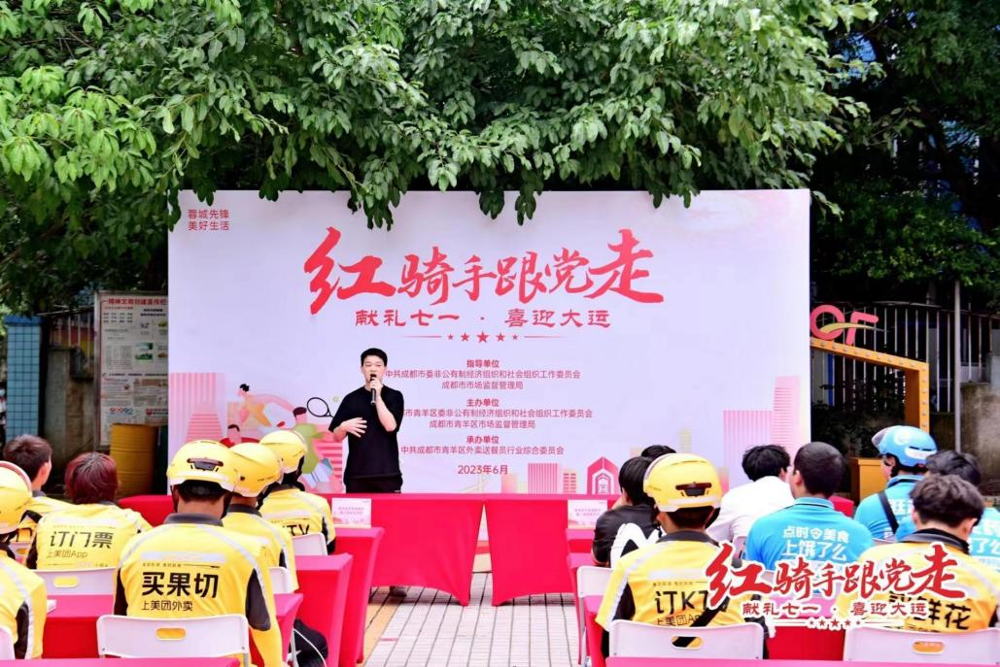 蓉城先锋
美好生活
红骑手跟党走
献礼七一·喜迎大运
指导单位
中共成都市委非公有制经济组织和社会组织工作委员会
成都市市场监督管理局
主办单位
市青羊区委非公有制经济组织和社会组织工作委员会
成都市青羊区市场监督管理局
承办单位
中共成都市青羊区外卖送餐员行业综合委员会
2023年6月
订门票
上美团App
买果切
上美团外卖
TV
订KT
上美团Ap
点时令美食
上饿了么
鲜花
红骑手跟党走
献礼七一·喜迎大运